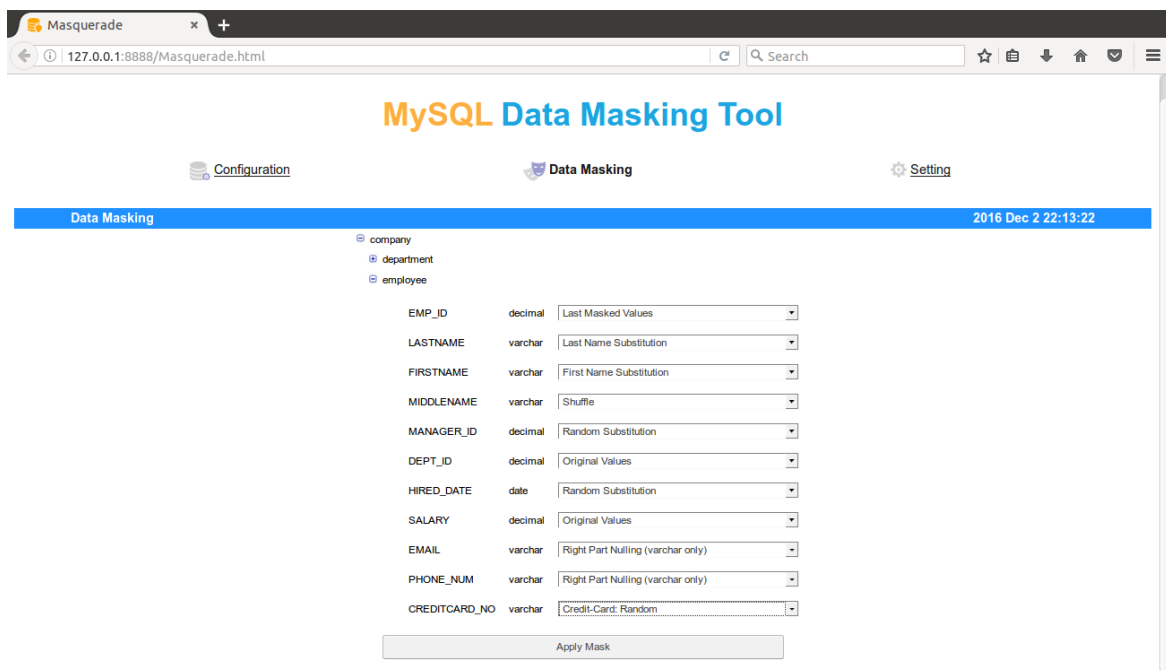 Masquerade × +
127.0.0.1:8888/Masquerade.html Search
MySQL Data Masking Tool
Configuration Data Masking Setting
Data Masking 2016 Dec 2 22:13:22
company
department
employee
EMP_ID decimal Last Masked Values
LASTNAME varchar Last Name Substitution
FIRSTNAME varchar First Name Substitution
MIDDLENAME varchar Shuffle
MANAGER_ID decimal Random Substitution
DEPT_ID decimal Original Values
HIRED_DATE date Random Substitution
SALARY decimal Original Values
EMAIL varchar Right Part Nulling (varchar only)
PHONE_NUM varchar Right Part Nulling (varchar only)
CREDITCARD_NO varchar Credit-Card: Random
Apply Mask